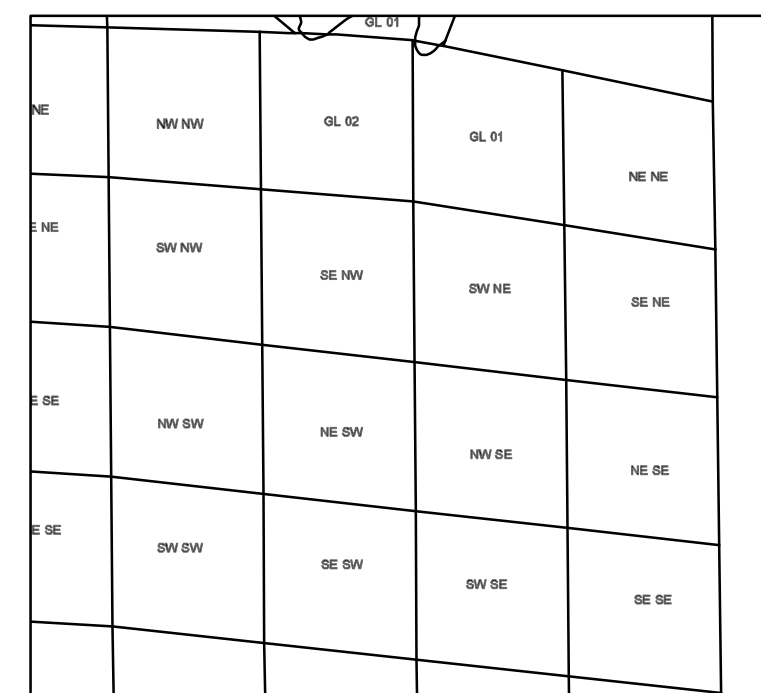 GL 01
NE
NW NW
GL 02
GL 01
NE NE
E NE
SW NW
SE NW
SW NE
SE NE
E SE
NW SW
NE SW
NW SE
NE SE
E SE
SW SW
SE SW
SW SE
SE SE